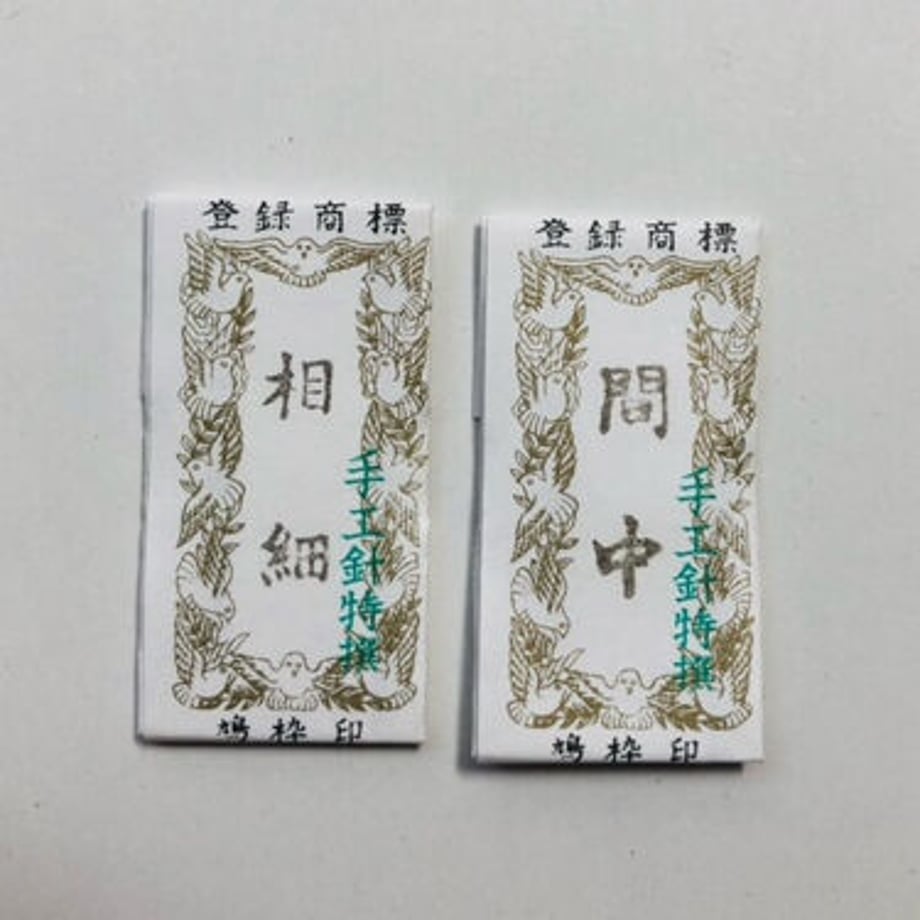 登録商標
相細
手工針特撰
鳩枠印
登録商標
間中
手工針特撰
鳩枠印